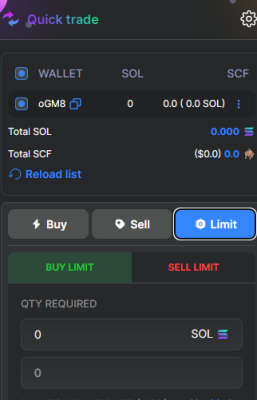 Quick trade
WALLET SOL SCF
oGM8 0 0.0 ( 0.0 SOL)
Total SOL 0.000
Total SCF ($0.0) 0.0
Reload list
Buy Sell Limit
BUY LIMIT SELL LIMIT
QTY REQUIRED
0 SOL
0